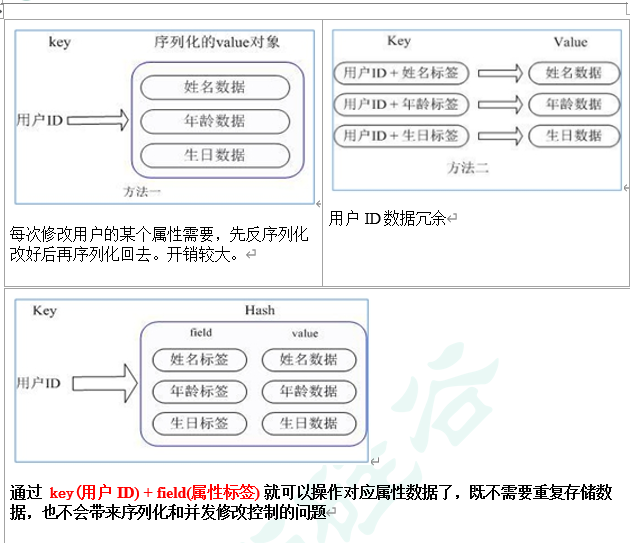 key 序列化的value对象
姓名数据
用户ID 年龄数据
生日数据
方法一
每次修改用户的某个属性需要，先反序列化
改好后再序列化回去。开销较大。
Key Value
用户ID + 姓名标签 姓名数据
用户ID + 年龄标签 年龄数据
用户ID + 生日标签 生日数据
方法二
用户 ID 数据冗余
Key Hash
field value
姓名标签 姓名数据
用户ID 年龄标签 年龄数据
生日标签 生日数据
通过 key(用户 ID) + field(属性标签) 就可以操作对应属性数据了，既不需要重复存储数
据，也不会带来序列化和并发修改控制的问题